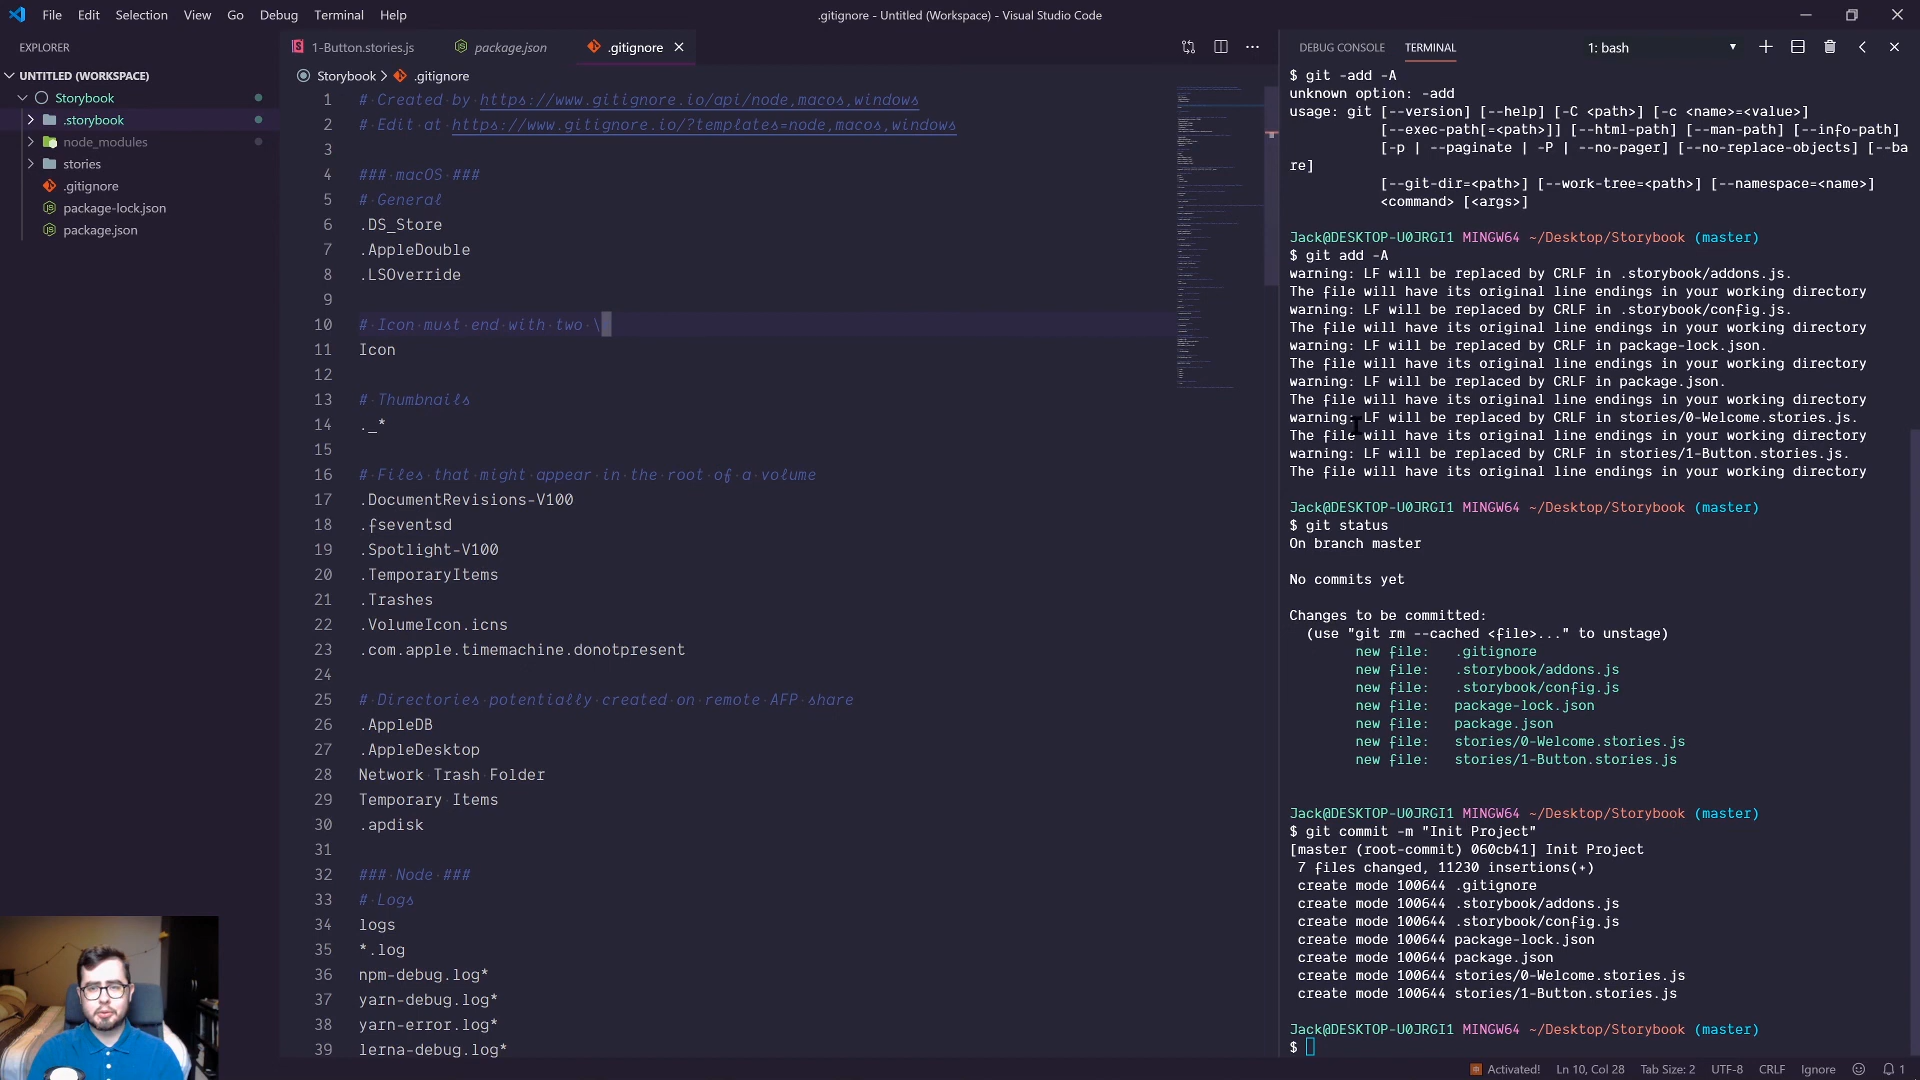 File Edit Selection View Go Debug Terminal Help
.gitignore - Untitled (Workspace) - Visual Studio Code
EXPLORER
UNTITLED (WORKSPACE)
Storybook
.storybook
node_modules
stories
.gitignore
package-lock.json
package.json
1-Button.stories.js
package.json
.gitignore
Storybook > .gitignore
1 # Created by https://www.gitignore.io/api/node,macos,windows
2 # Edit at https://www.gitignore.io/?templates=node,macos,windows
3
4 ### macOS ###
5 # General
6 .DS_Store
7 .AppleDouble
8 .LSOverride
9
10 # Icon must end with two \
11 Icon
12
13 # Thumbnails
14 ._*
15
16 # Files that might appear in the root of a volume
17 .DocumentRevisions-V100
18 .fseventsd
19 .Spotlight-V100
20 .TemporaryItems
21 .Trashes
22 .VolumeIcon.icns
23 .com.apple.timemachine.donotpresent
24
25 # Directories potentially created on remote AFP share
26 .AppleDB
27 .AppleDesktop
28 Network Trash Folder
29 Temporary Items
30 .apdisk
31
32 ### Node ###
33 # Logs
34 logs
35 *.log
36 npm-debug.log*
37 yarn-debug.log*
38 yarn-error.log*
39 lerna-debug.log*
DEBUG CONSOLE TERMINAL 1: bash
$ git -add -A
unknown option: -add
usage: git [--version] [--help] [-C <path>] [-c <name>=<value>]
[--exec-path[=<path>]] [--html-path] [--man-path] [--info-path]
[-p | --paginate | -P | --no-pager] [--no-replace-objects] [--ba
re]
[--git-dir=<path>] [--work-tree=<path>] [--namespace=<name>]
<command> [<args>]
Jack@DESKTOP-U0JRGI1 MINGW64 ~/Desktop/Storybook (master)
$ git add -A
warning: LF will be replaced by CRLF in .storybook/addons.js.
The file will have its original line endings in your working directory
warning: LF will be replaced by CRLF in .storybook/config.js.
The file will have its original line endings in your working directory
warning: LF will be replaced by CRLF in package-lock.json.
The file will have its original line endings in your working directory
warning: LF will be replaced by CRLF in package.json.
The file will have its original line endings in your working directory
warning: LF will be replaced by CRLF in stories/0-Welcome.stories.js.
The file will have its original line endings in your working directory
warning: LF will be replaced by CRLF in stories/1-Button.stories.js.
The file will have its original line endings in your working directory
Jack@DESKTOP-U0JRGI1 MINGW64 ~/Desktop/Storybook (master)
$ git status
On branch master
No commits yet
Changes to be committed:
(use "git rm --cached <file>..." to unstage)
new file: .gitignore
new file: .storybook/addons.js
new file: .storybook/config.js
new file: package-lock.json
new file: package.json
new file: stories/0-Welcome.stories.js
new file: stories/1-Button.stories.js
Jack@DESKTOP-U0JRGI1 MINGW64 ~/Desktop/Storybook (master)
$ git commit -m "Init Project"
[master (root-commit) 060cb41] Init Project
7 files changed, 11230 insertions(+)
create mode 100644 .gitignore
create mode 100644 .storybook/addons.js
create mode 100644 .storybook/config.js
create mode 100644 package-lock.json
create mode 100644 package.json
create mode 100644 stories/0-Welcome.stories.js
create mode 100644 stories/1-Button.stories.js
Jack@DESKTOP-U0JRGI1 MINGW64 ~/Desktop/Storybook (master)
$
Activated! Ln 10, Col 28 Tab Size: 2 UTF-8 CRLF Ignore 1